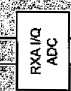 RXA I/Q
ADC